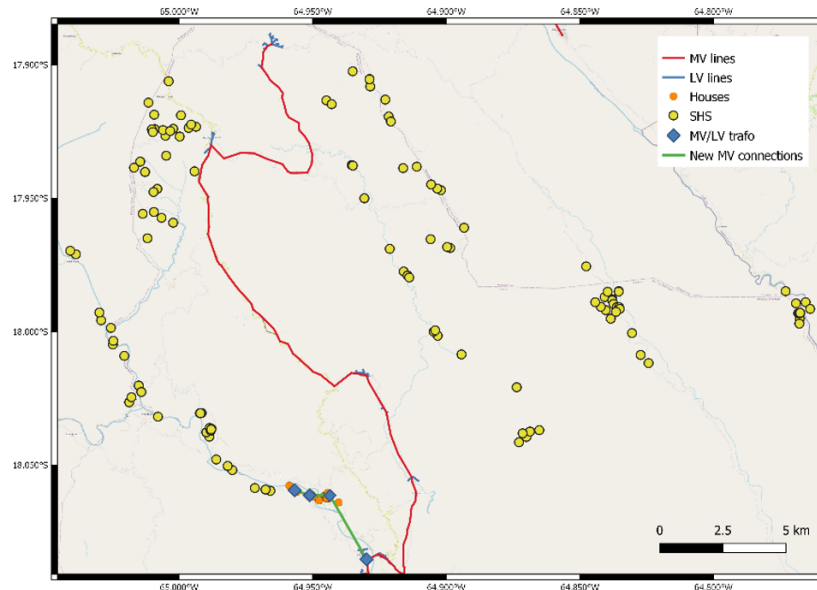 65.000°W 64.950°W 64.900°W 64.850°W 64.800°W
17.900°S
17.950°S
18.000°S
18.050°S
MV lines
LV lines
Houses
SHS
MV/LV trafo
New MV connections
0 2.5 5 km
65.000°W 64.950°W 64.900°W 64.850°W 64.800°W